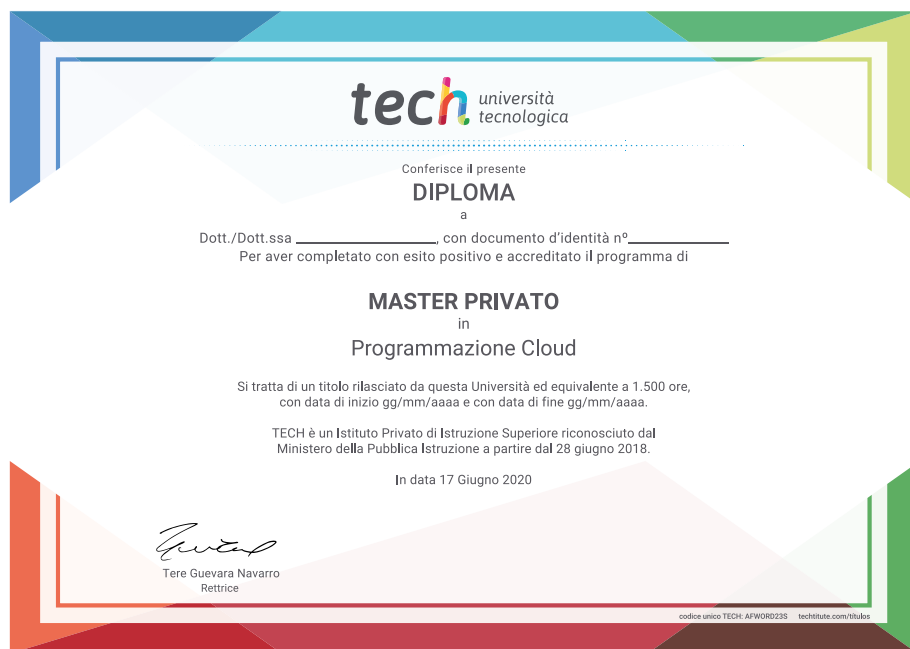 tech università
tecnologica
Conferisce il presente
DIPLOMA
a
Dott./Dott.ssa ________________, con documento d'identità nº____________
Per aver completato con esito positivo e accreditato il programma di
MASTER PRIVATO
in
Programmazione Cloud
Si tratta di un titolo rilasciato da questa Università ed equivalente a 1.500 ore,
con data di inizio gg/mm/aaaa e con data di fine gg/mm/aaaa.
TECH è un Istituto Privato di Istruzione Superiore riconosciuto dal
Ministero della Pubblica Istruzione a partire dal 28 giugno 2018.
In data 17 Giugno 2020
Tere Guevara Navarro
Rettrice
codice unico TECH: AFWORD23S techtitute.com/títulos